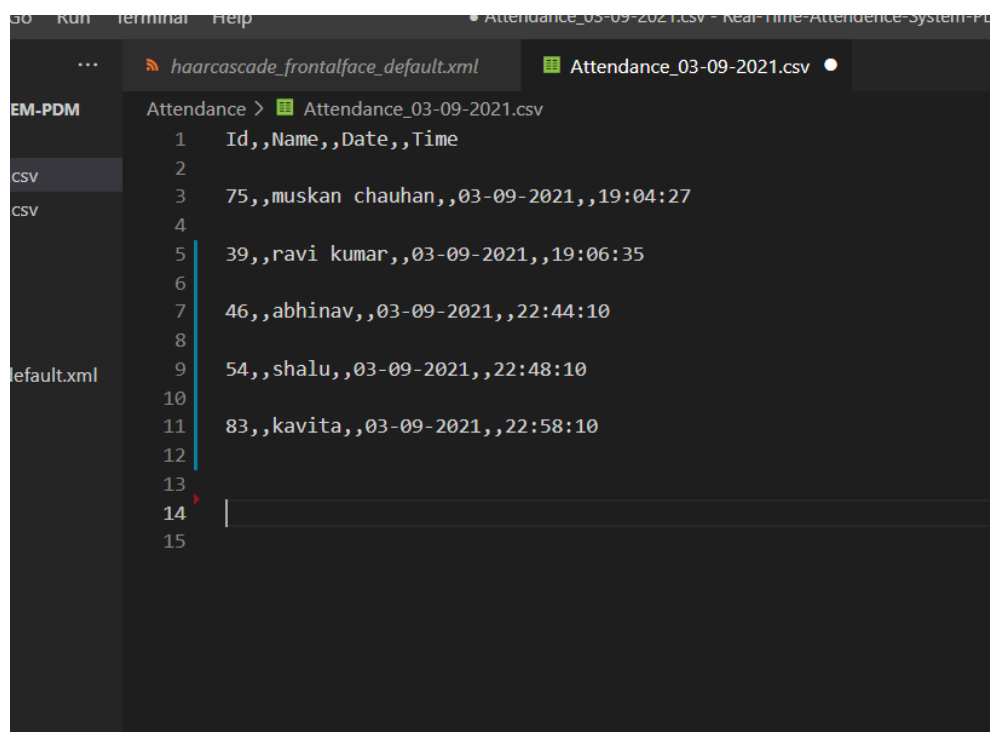 Go Run Terminal Help ● Attendance_03-09-2021.csv - Real-Time-Attendence-System-PD
... haarcascade_frontalface_default.xml Attendance_03-09-2021.csv ●
EM-PDM
Attendance > Attendance_03-09-2021.csv
1 Id,,Name,,Date,,Time
.csv
2
3 75,,muskan chauhan,,03-09-2021,,19:04:27
.csv
4
5 39,,ravi kumar,,03-09-2021,,19:06:35
6
7 46,,abhinav,,03-09-2021,,22:44:10
8
9 54,,shalu,,03-09-2021,,22:48:10
default.xml
10
11 83,,kavita,,03-09-2021,,22:58:10
12
13
14
15